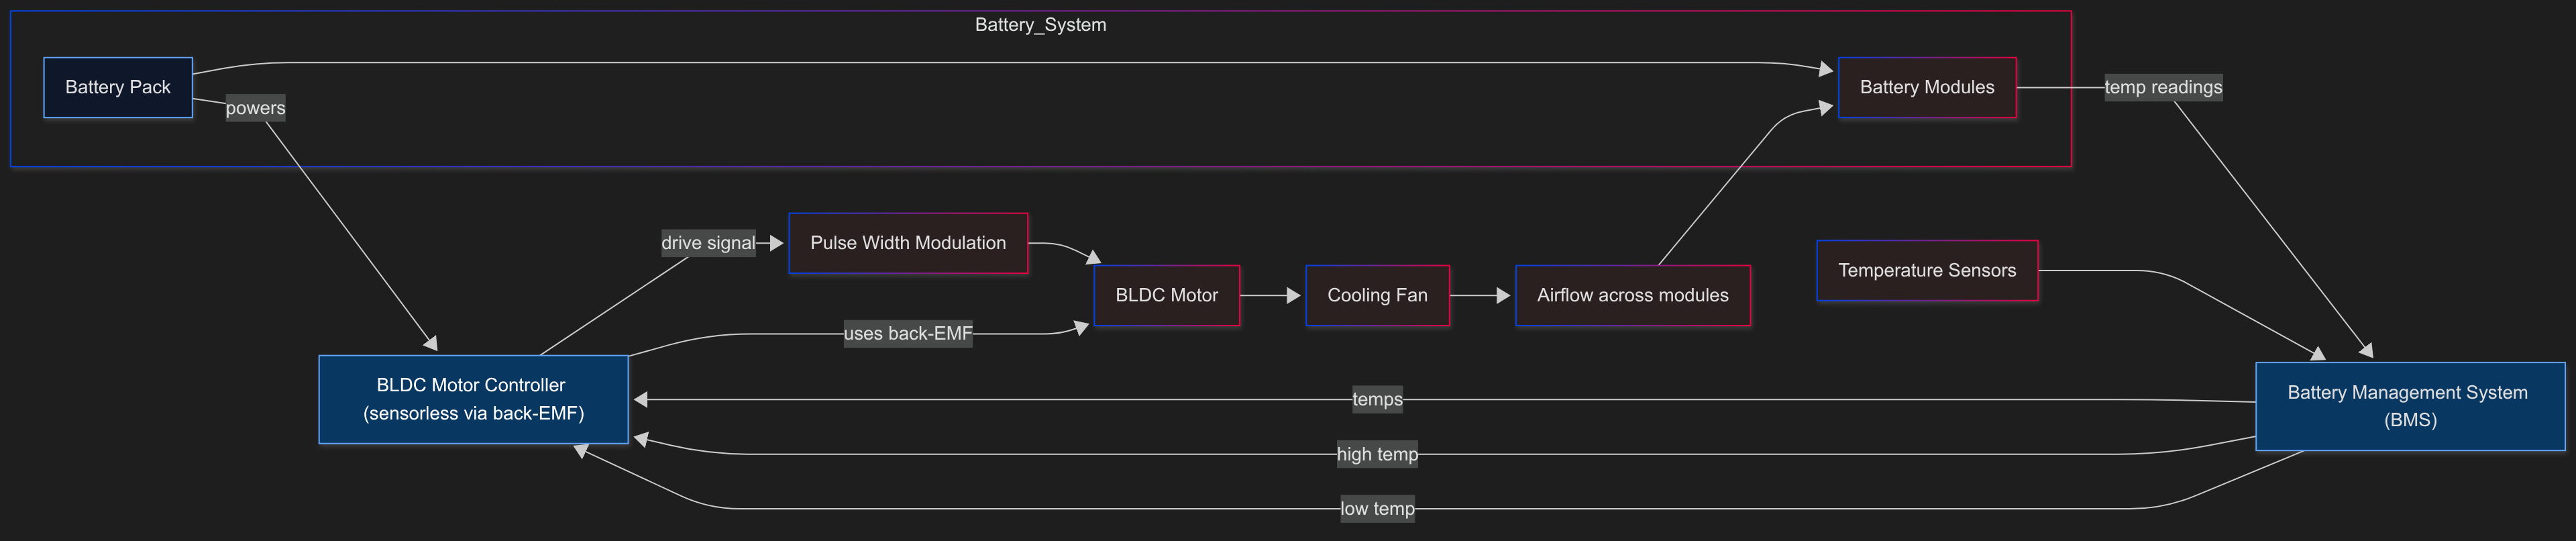 Battery_System
Battery Pack
Battery Modules
powers
temp readings
drive signal
Pulse Width Modulation
Temperature Sensors
BLDC Motor
Cooling Fan
Airflow across modules
uses back-EMF
BLDC Motor Controller
(sensorless via back-EMF)
temps
Battery Management System
(BMS)
high temp
low temp